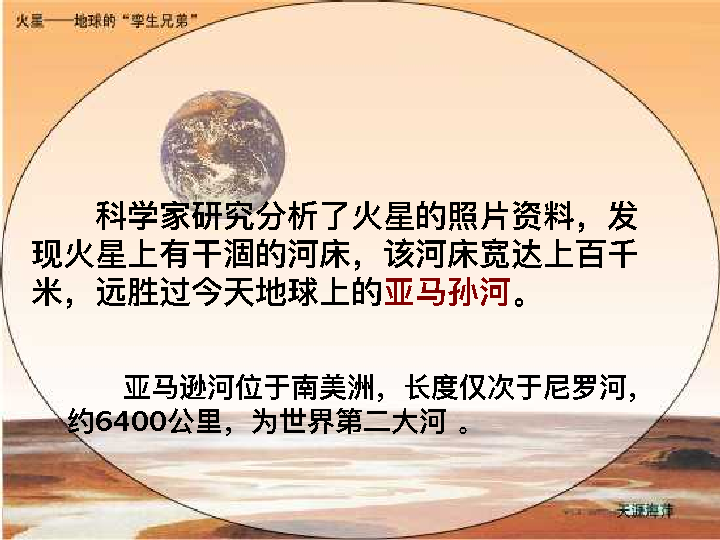 火星——地球的“孪生兄弟”
科学家研究分析了火星的照片资料，发
现火星上有干涸的河床，该河床宽达上百千
米，远胜过今天地球上的亚马孙河。
亚马逊河位于南美洲，长度仅次于尼罗河，
约6400公里，为世界第二大河 。
天涯海洋